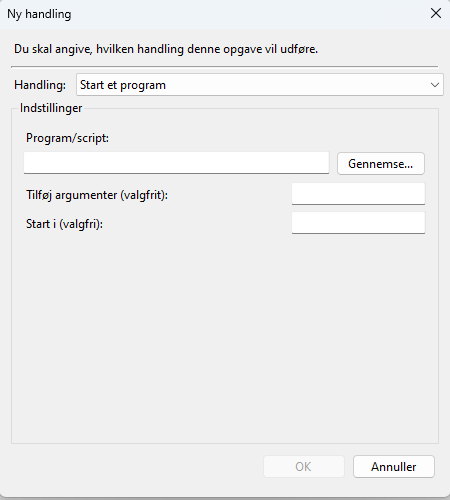 Ny handling
Du skal angive, hvilken handling denne opgave vil udføre.
Handling: Start et program
Indstillinger
Program/script:
Gennemse...
Tilføj argumenter (valgfrit):
Start i (valgfri):
OK Annuller